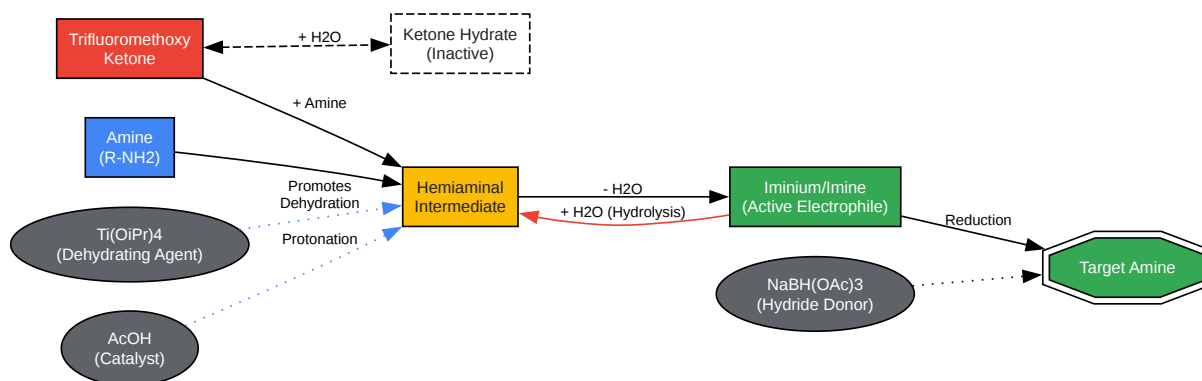 Trifluoromethoxy
Ketone
+ H2O
Ketone Hydrate
(Inactive)
+ Amine
Amine
(R-NH2)
Promotes
Dehydration
Hemiaminal
Intermediate
- H2O
+ H2O (Hydrolysis)
Iminium/Imine
(Active Electrophile)
Reduction
Ti(OiPr)4
(Dehydrating Agent)
Protonation
NaBH(OAc)3
(Hydride Donor)
Target Amine
AcOH
(Catalyst)